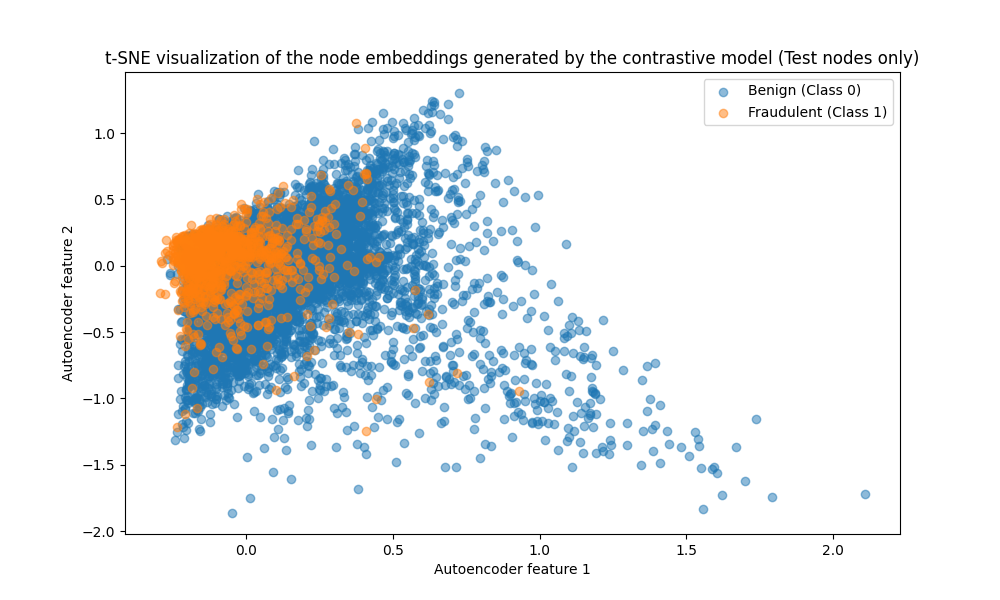 t-SNE visualization of the node embeddings generated by the contrastive model (Test nodes only)
Benign (Class 0)
Fraudulent (Class 1)
Autoencoder feature 2
1.0
0.5
0.0
−0.5
−1.0
−1.5
−2.0
0.0
0.5
1.0
1.5
2.0
Autoencoder feature 1